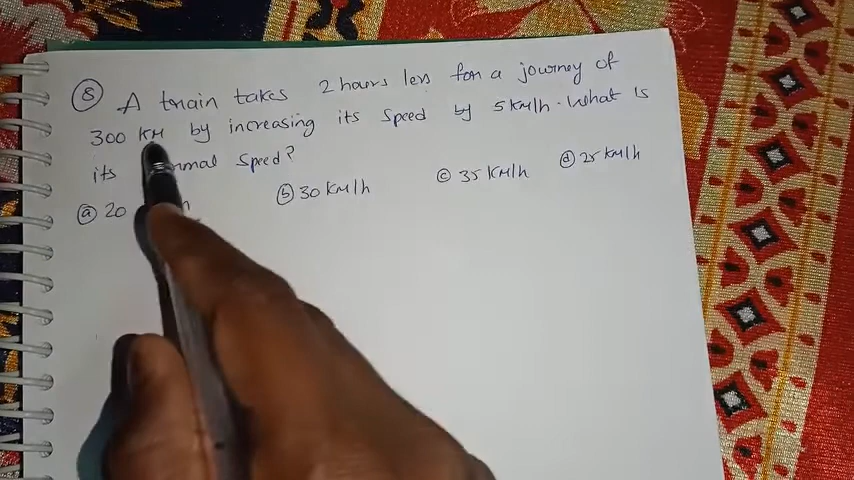 ⑧ A train takes 2 hours less for a journey of
300 KM by increasing its speed by 5 KM/h. What is
its speed?
ⓐ 20 ⓑ 30 KM/h ⓒ 35 KM/h ⓓ 25 KM/h